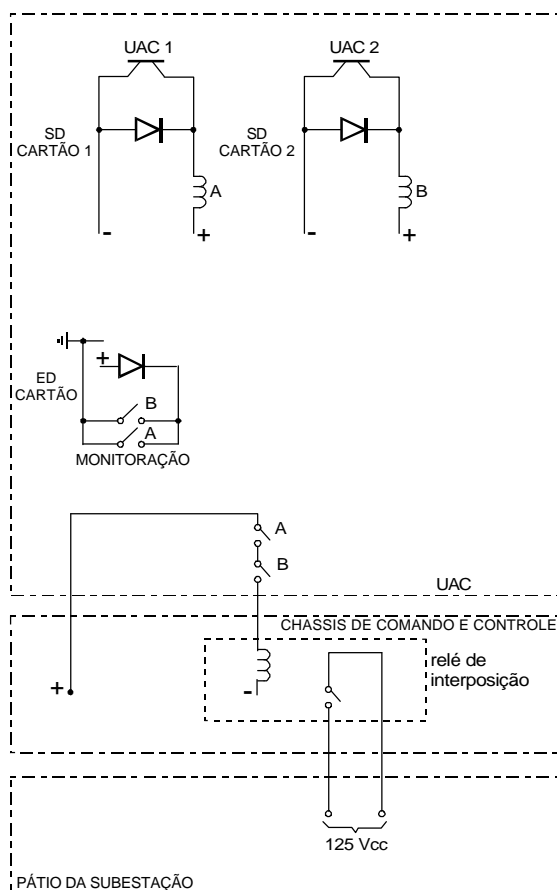 UAC 1
UAC 2
SD
CARTÃO 1
SD
CARTÃO 2
A
B
-
+
-
+
+
ED
CARTÃO
B
A
MONITORAÇÃO
A
B
UAC
CHASSIS DE COMANDO E CONTROLE
relé de
interposição
+
-
125 Vcc
PÁTIO DA SUBESTAÇÃO